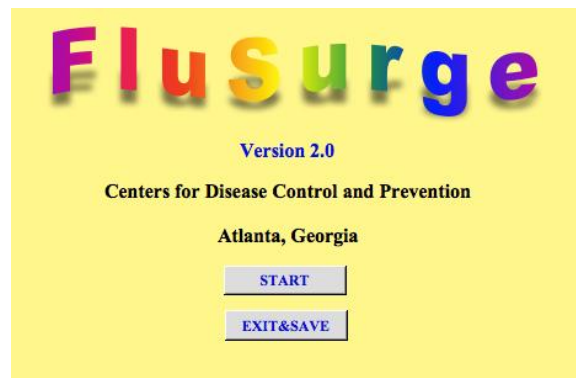 FluSurge
Version 2.0
Centers for Disease Control and Prevention
Atlanta, Georgia
START
EXIT&SAVE